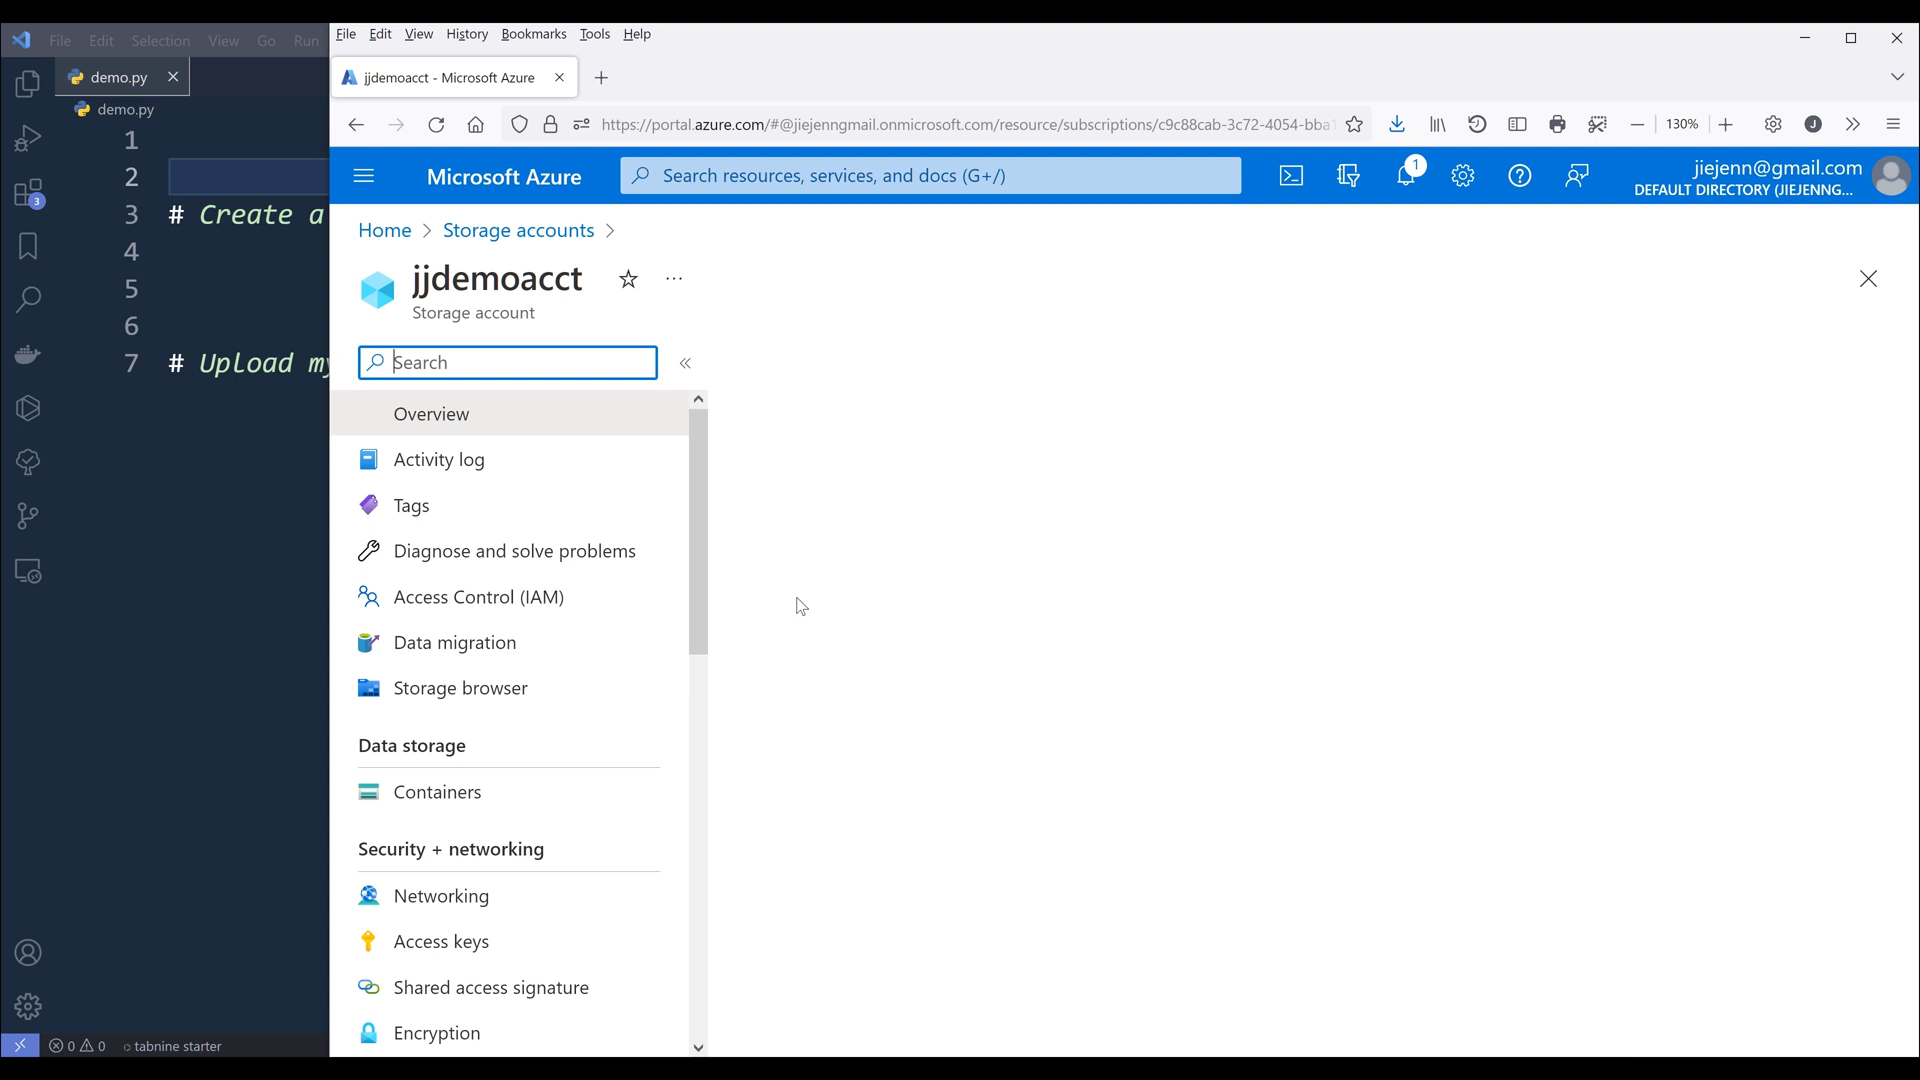 File Edit Selection View Go Run
demo.py
demo.py
1
2
3 # Create a
4
5
6
7 # Upload my
3
0 0 tabnine starter
File Edit View History Bookmarks Tools Help
jjdemoacct - Microsoft Azure
https://portal.azure.com/#@jiejenngmail.onmicrosoft.com/resource/subscriptions/c9c88cab-3c72-4054-bba1
130%
J
Microsoft Azure
Search resources, services, and docs (G+/)
1
jiejenn@gmail.com
DEFAULT DIRECTORY (JIEJENNG...
Home > Storage accounts >
jjdemoacct
Storage account
Search
Overview
Activity log
Tags
Diagnose and solve problems
Access Control (IAM)
Data migration
Storage browser
Data storage
Containers
Security + networking
Networking
Access keys
Shared access signature
Encryption